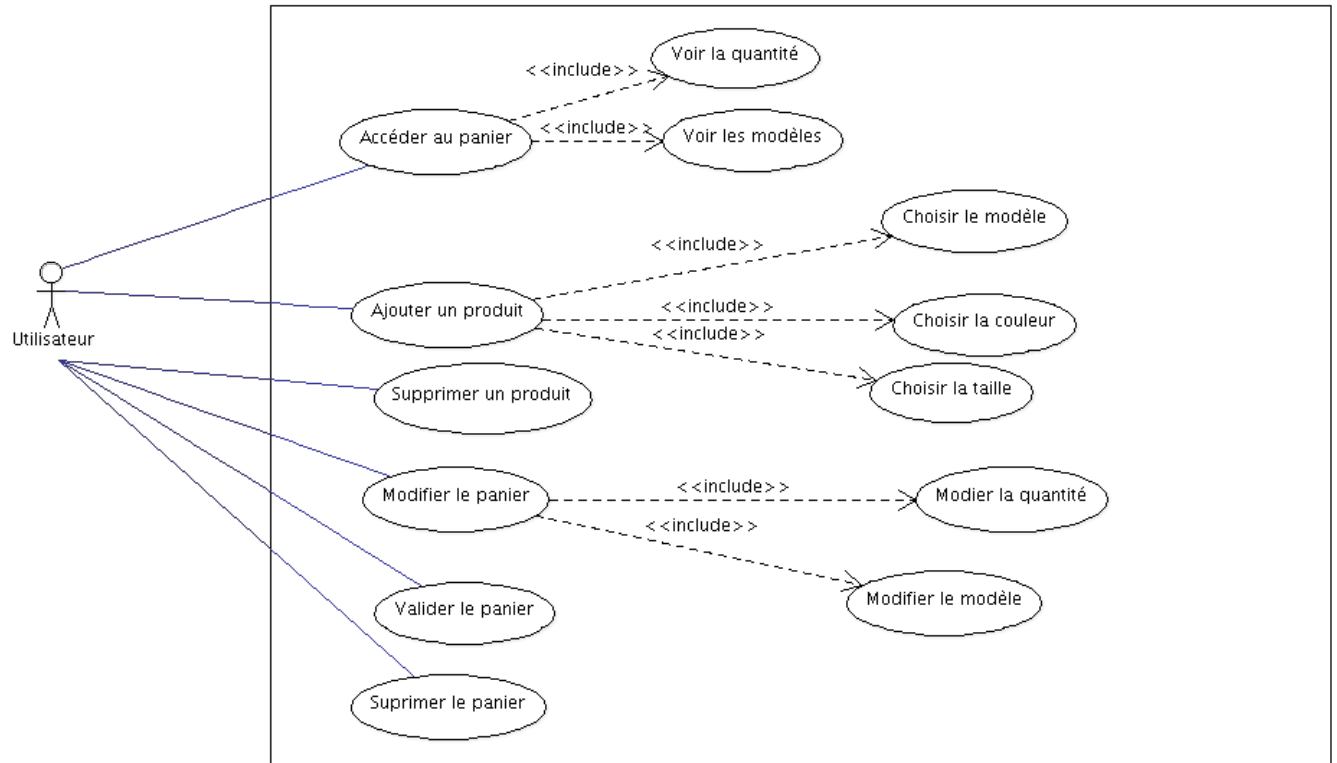 Voir la quantité
<<include>>
Accéder au panier
<<include>>
Voir les modèles
Choisir le modèle
<<include>>
Utilisateur
Ajouter un produit
<<include>>
Choisir la couleur
<<include>>
Choisir la taille
Supprimer un produit
Modifier le panier
<<include>>
Modier la quantité
<<include>>
Modifier le modèle
Valider le panier
Suprimer le panier